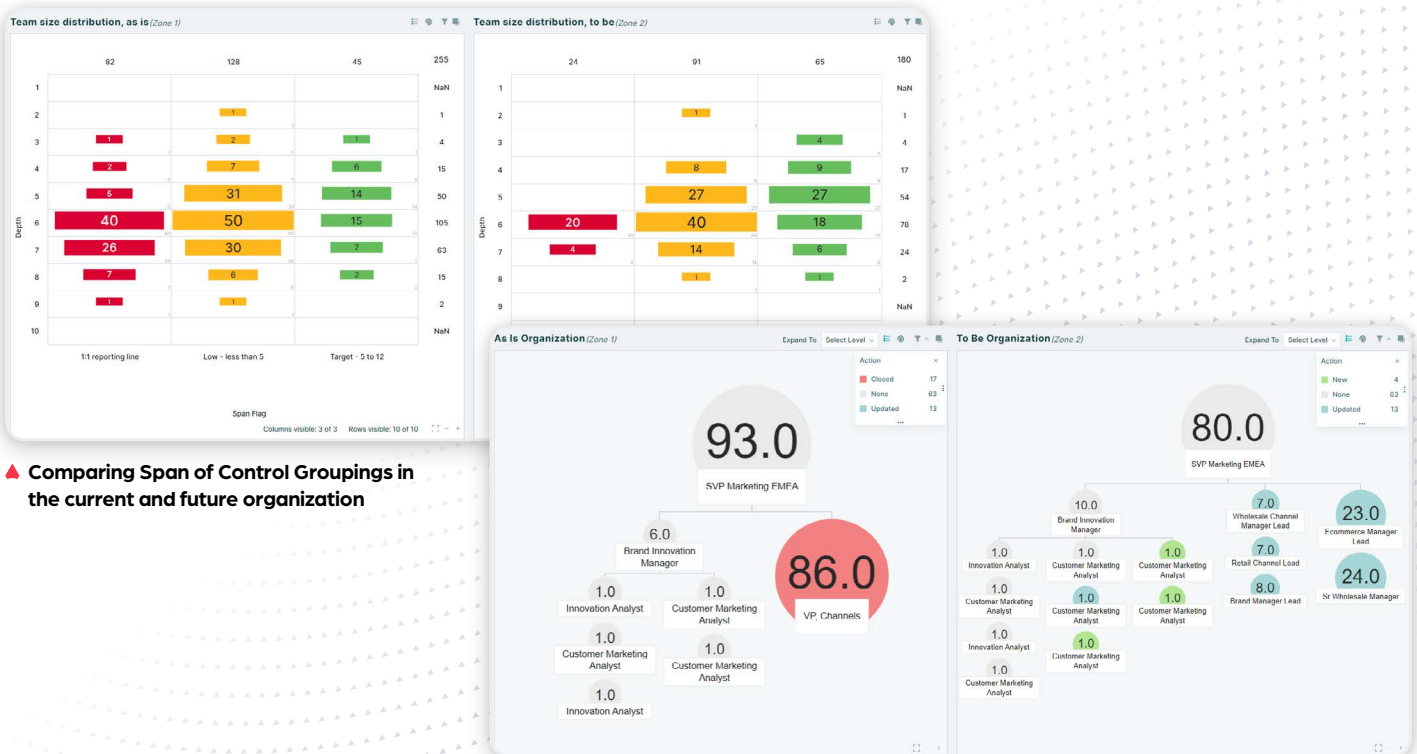 Team size distribution, as is (Zone 1)
82 128 45 255
1 NaN
2 1 1
3 1 2 1 4
4 2 7 6 15
5 5 31 14 50
Depth
6 40 50 15 105
7 26 30 7 63
8 7 6 2 15
9 1 1 2
10 NaN
1:1 reporting line Low - less than 5 Target - 5 to 12
Span Flag
Columns visible: 3 of 3 Rows visible: 10 of 10
Team size distribution, to be (Zone 2)
24 91 65 180
1 NaN
2 1 1
3 4 4
4 8 9 17
5 27 27 54
Depth
6 20 40 18 78
7 4 14 6 24
8 1 1 2
9 NaN
Comparing Span of Control Groupings in
the current and future organization
As Is Organization (Zone 1)
Expand To Select Level
Action ×
Closed 17
None 63
Updated 13
...
93.0
SVP Marketing EMEA
6.0
Brand Innovation
Manager
86.0
VP, Channels
1.0
Innovation Analyst
1.0
Customer Marketing
Analyst
1.0
Customer Marketing
Analyst
1.0
Customer Marketing
Analyst
1.0
Innovation Analyst
To Be Organization (Zone 2)
Expand To Select Level
Action ×
New 4
None 63
Updated 13
...
80.0
SVP Marketing EMEA
10.0
Brand Innovation
Manager
7.0
Wholesale Channel
Manager Lead
23.0
Ecommerce Manager
Lead
1.0
Innovation Analyst
1.0
Customer Marketing
Analyst
1.0
Customer Marketing
Analyst
7.0
Retail Channel Lead
24.0
Sr Wholesale Manager
1.0
Customer Marketing
Analyst
1.0
Customer Marketing
Analyst
1.0
Customer Marketing
Analyst
8.0
Brand Manager Lead
1.0
Innovation Analyst
1.0
Customer Marketing
Analyst
1.0
Customer Marketing
Analyst